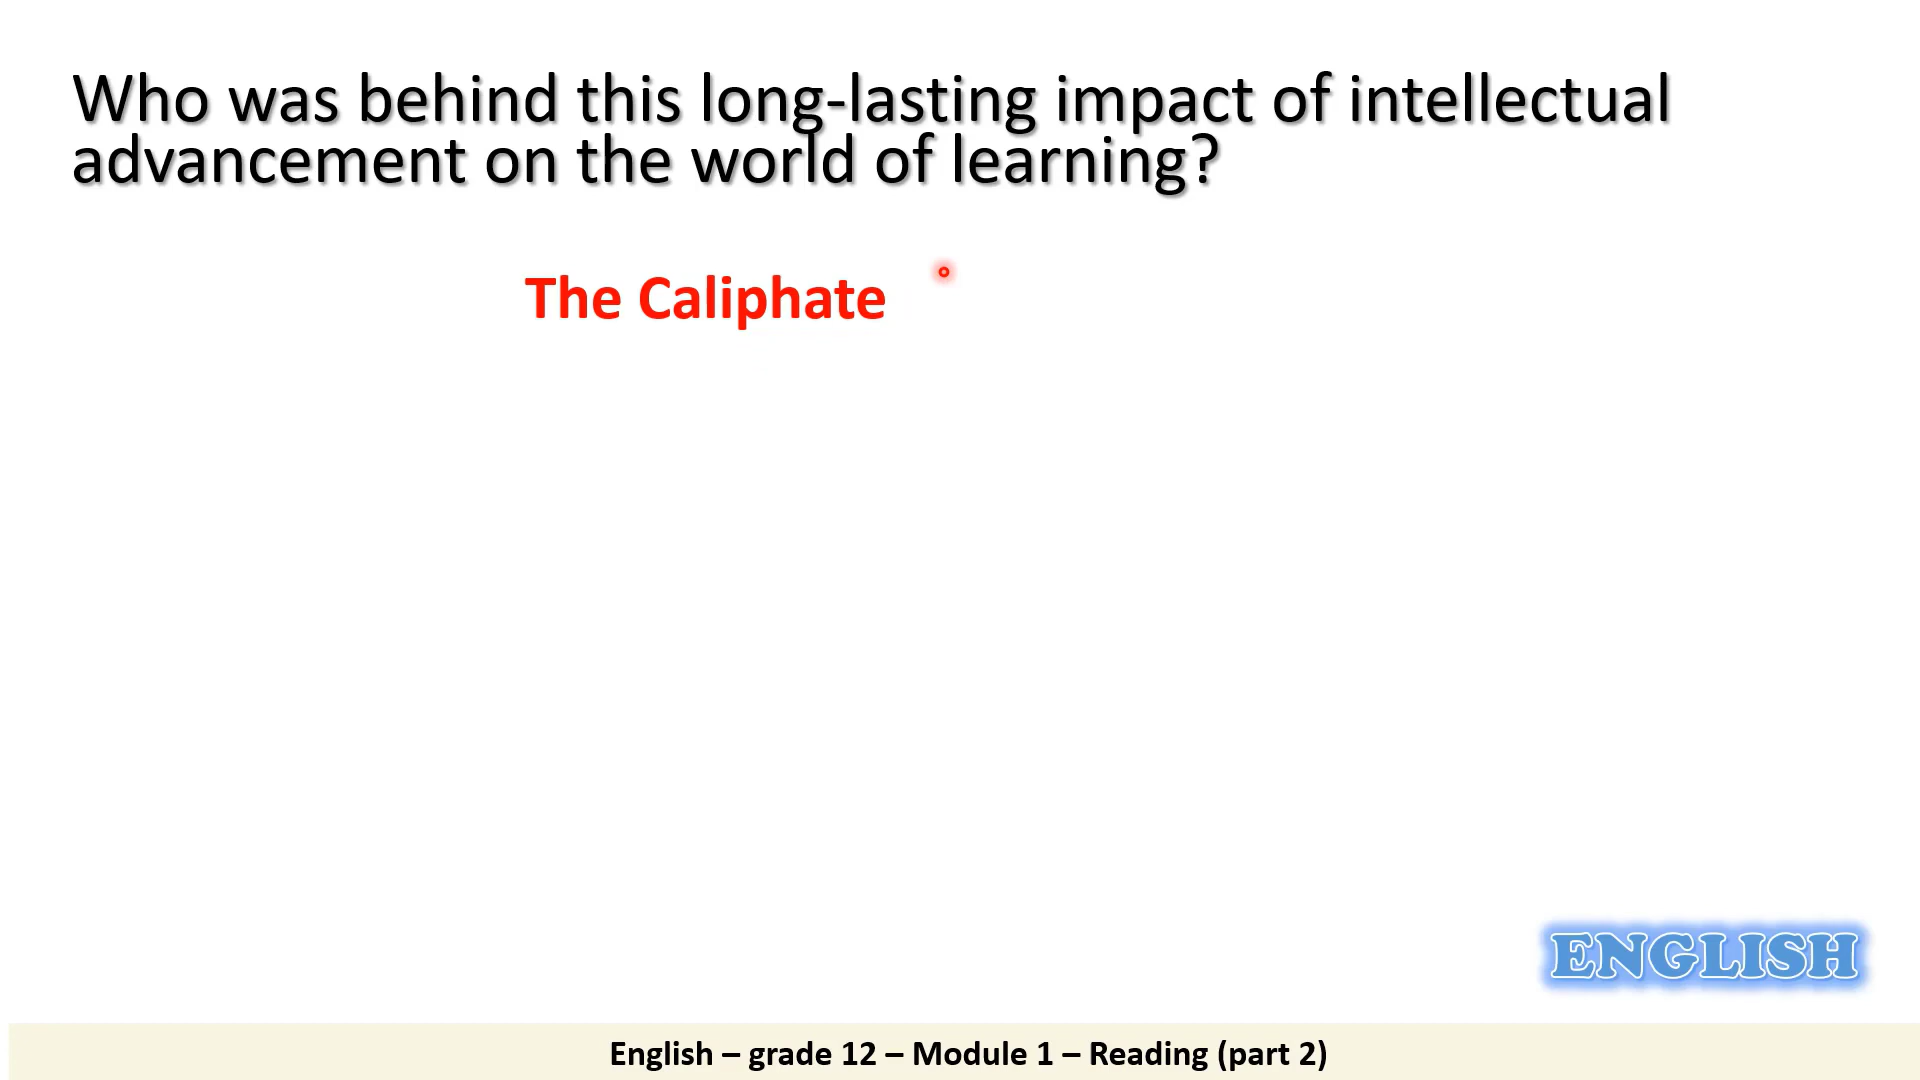 Who was behind this long-lasting impact of intellectual
advancement on the world of learning?
The Caliphate
ENGLISH
English – grade 12 – Module 1 – Reading (part 2)